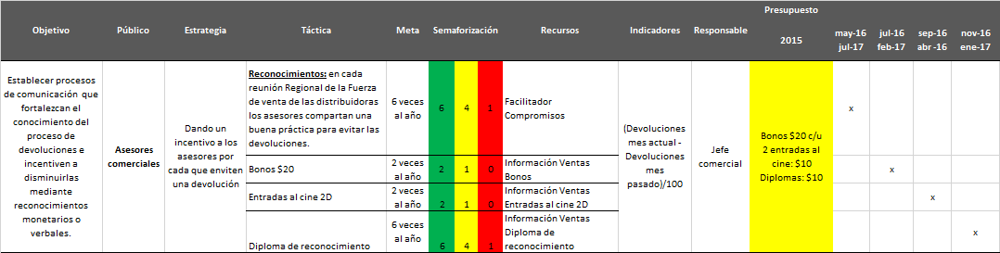 Objetivo
Público
Estrategia
Táctica
Meta
Semaforización
Recursos
Indicadores
Responsable
Presupuesto
2015
may-16
jul-17
jul-16
feb-17
sep-16
abr -16
nov-16
ene-17
Establecer procesos
de comunicación que
fortalezcan el
conocimiento del
proceso de
devoluciones e
incentiven a
disminuirlas
mediante
reconocimientos
monetarios o
verbales.
Asesores
comerciales
Dando un
incentivo a los
asesores por
cada que enviten
una devolución
Reconocimientos: en cada
reunión Regional de la Fuerza
de venta de las distribuidoras
los asesores compartan una
buena práctica para evitar las
devoluciones.
6 veces
al año
6
4
1
Facilitador
Compromisos
Bonos $20
2 veces
al año
2
1
0
Información Ventas
Bonos
Entradas al cine 2D
2 veces
al año
2
1
0
Información Ventas
Entradas al cine 2D
Diploma de reconocimiento
6 veces
al año
6
4
1
Información Ventas
Diploma de
reconocimiento
(Devoluciones
mes actual -
Devoluciones
mes
pasado)/100
Jefe
comercial
Bonos $20 c/u
2 entradas al
cine: $10
Diplomas: $10
x
x
x
x